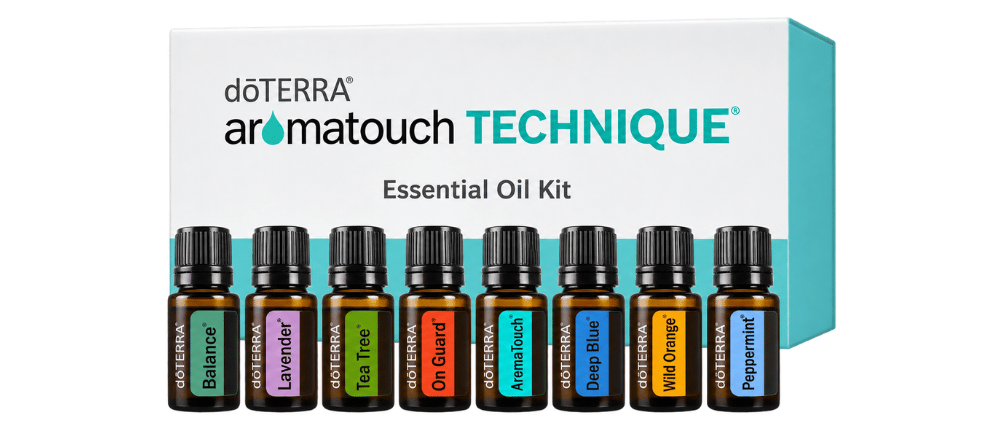 dōTERRA®
aromatouch TECHNIQUE®
Essential Oil Kit
dōTERRA® Balance®
dōTERRA® Lavender®
dōTERRA® Tea Tree®
dōTERRA® On Guard®
dōTERRA® AremaTouch®
dōTERRA® Deep Blue®
dōTERRA® Wild Orange®
dōTERRA® Peppermint®